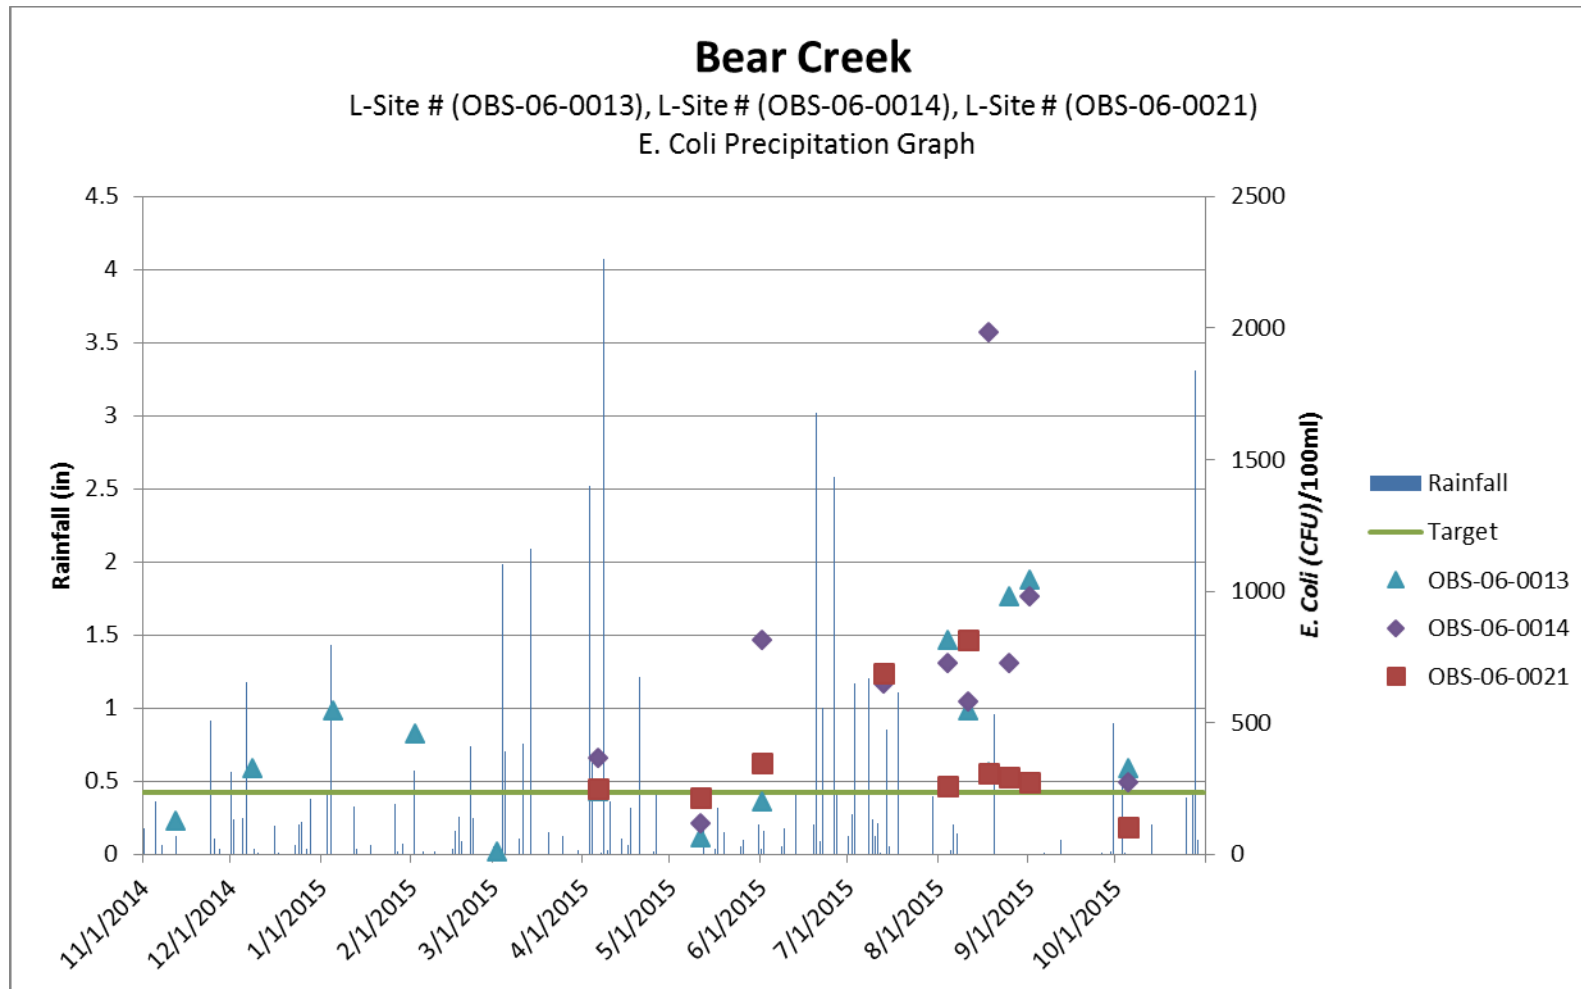 Bear Creek
L-Site # (OBS-06-0013), L-Site # (OBS-06-0014), L-Site # (OBS-06-0021)
E. Coli Precipitation Graph
4.5
4
3.5
3
2.5
2
1.5
1
0.5
0
Rainfall (in)
2500
2000
1500
1000
500
0
E. Coli (CFU)/100ml)
11/1/2014
12/1/2014
1/1/2015
2/1/2015
3/1/2015
4/1/2015
5/1/2015
6/1/2015
7/1/2015
8/1/2015
9/1/2015
10/1/2015
Rainfall
Target
OBS-06-0013
OBS-06-0014
OBS-06-0021